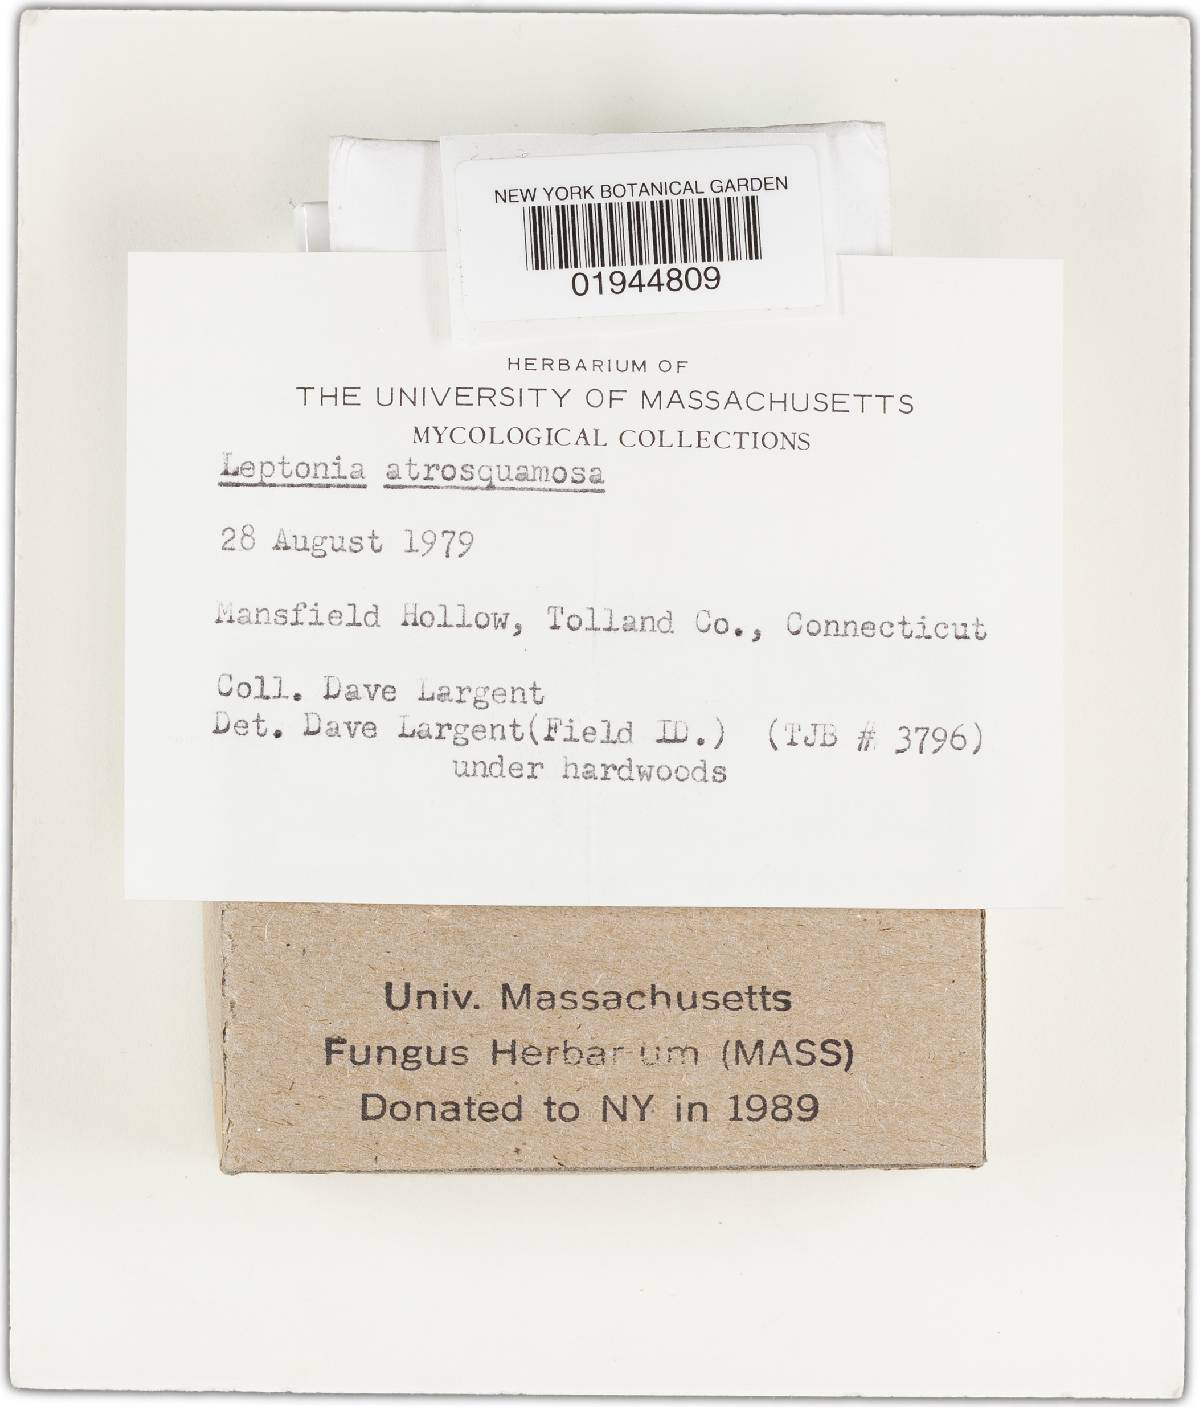 NEW YORK BOTANICAL GARDEN
01944809
HERBARIUM OF
THE UNIVERSITY OF MASSACHUSETTS
MYCOLOGICAL COLLECTIONS
Leptonia atrosquamosa
28 August 1979
Mansfield Hollow, Tolland Co., Connecticut
Coll. Dave Largent
Det. Dave Largent(Field ID.) (TJB # 3796)
under hardwoods
Univ. Massachusetts
Fungus Herbarium (MASS)
Donated to NY in 1989